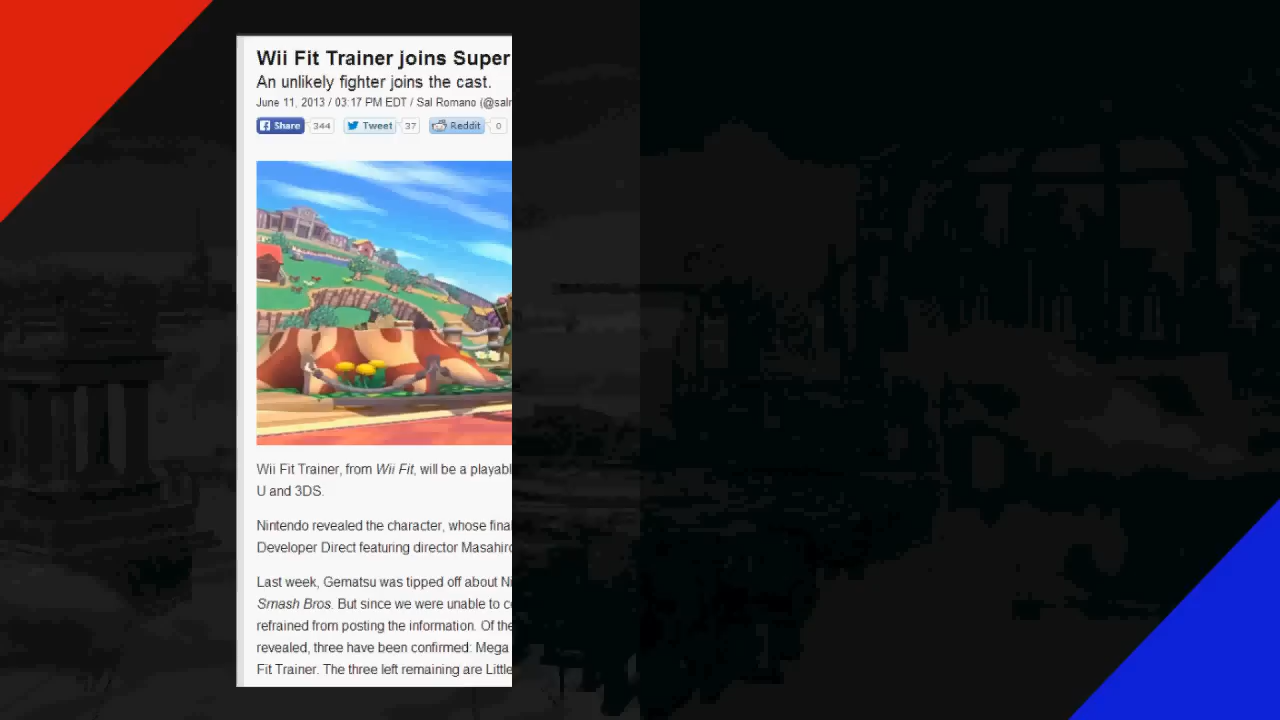 Wii Fit Trainer joins Super
An unlikely fighter joins the cast.
June 11, 2013 / 03:17 PM EDT / Sal Romano (@salr
Share 344 Tweet 37 Reddit 0
Wii Fit Trainer, from Wii Fit, will be a playabl
U and 3DS.
Nintendo revealed the character, whose final
Developer Direct featuring director Masahiro
Last week, Gematsu was tipped off about Ni
Smash Bros. But since we were unable to co
refrained from posting the information. Of the
revealed, three have been confirmed: Mega
Fit Trainer. The three left remaining are Little